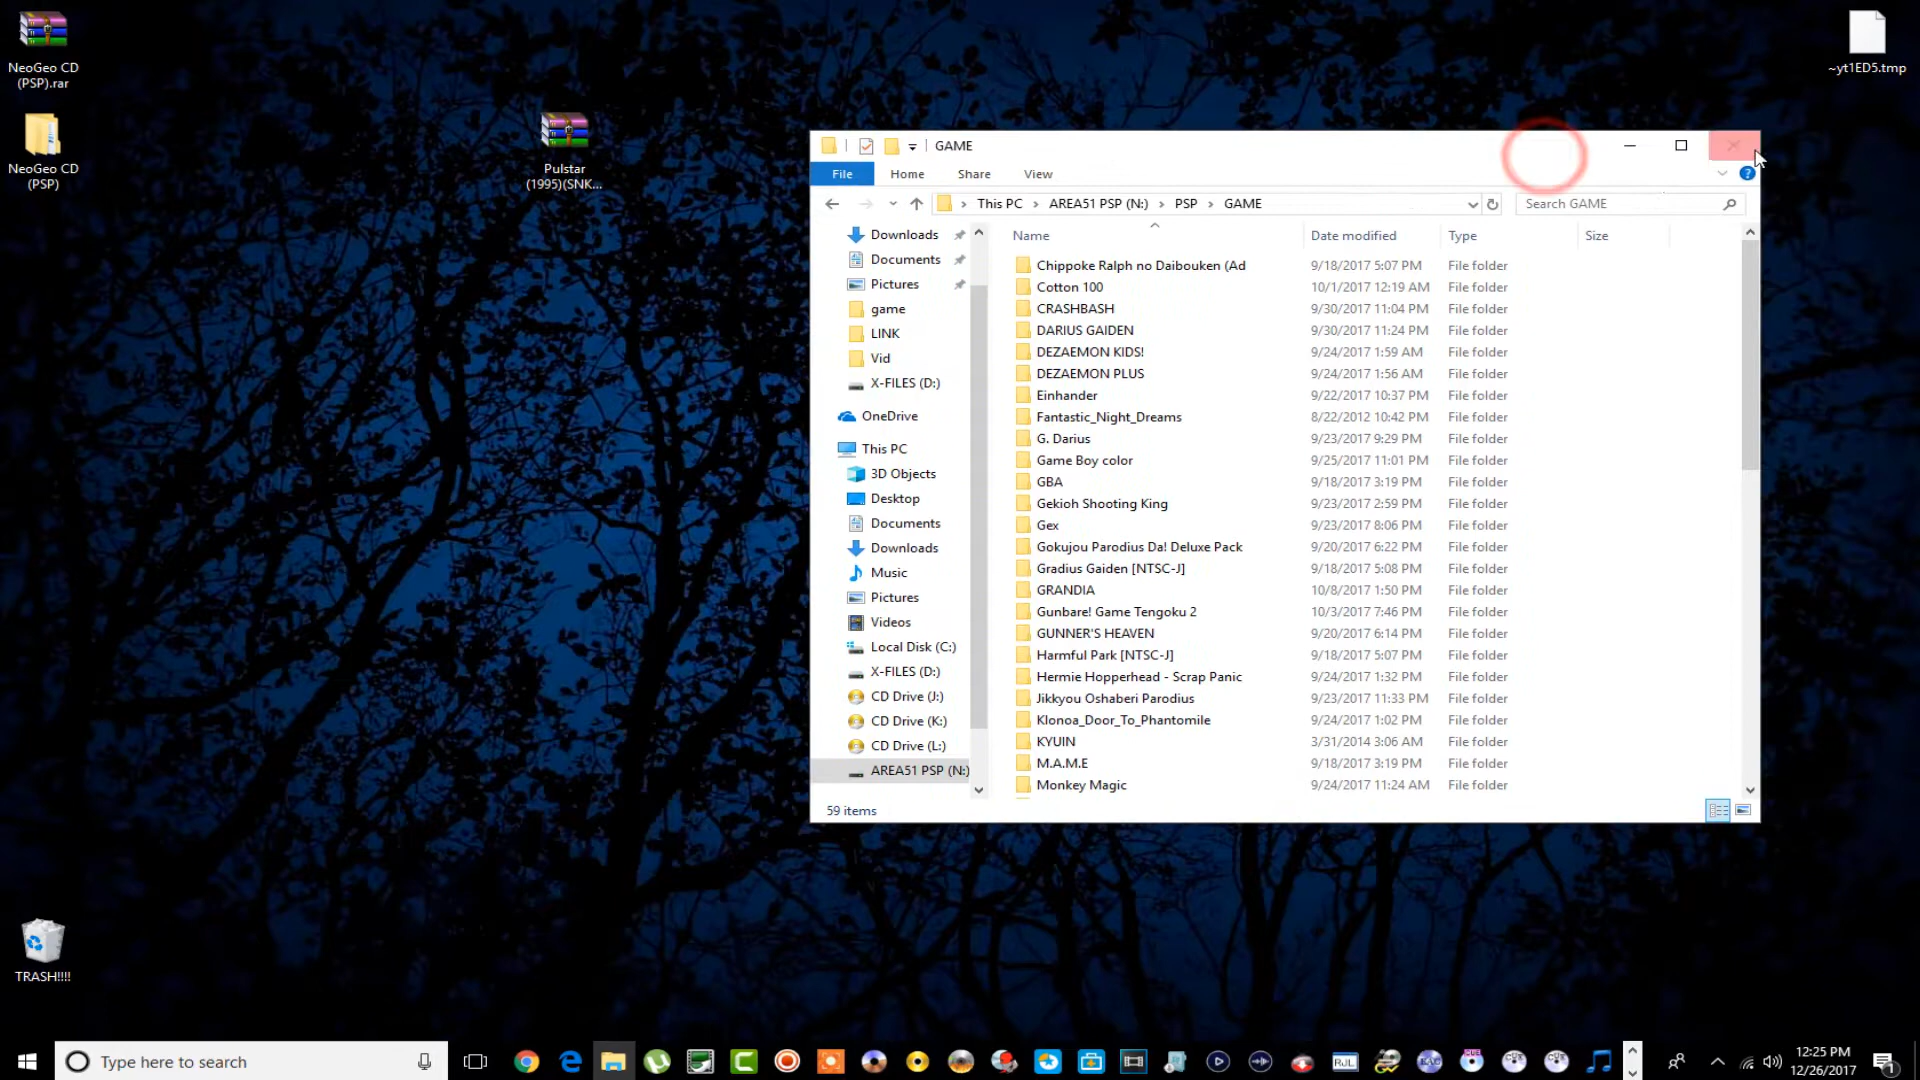 NeoGeo CD
(PSP).rar
NeoGeo CD
(PSP)
Pulstar
(1995)(SNK...
~yt1ED5.tmp
TRASH!!!!
GAME
File Home Share View
This PC > AREA51 PSP (N:) > PSP > GAME
Search GAME
Downloads
Documents
Pictures
game
LINK
Vid
X-FILES (D:)
OneDrive
This PC
3D Objects
Desktop
Documents
Downloads
Music
Pictures
Videos
Local Disk (C:)
X-FILES (D:)
CD Drive (J:)
CD Drive (K:)
CD Drive (L:)
AREA51 PSP (N:)
Name Date modified Type Size
Chippoke Ralph no Daibouken (Ad 9/18/2017 5:07 PM File folder
Cotton 100 10/1/2017 12:19 AM File folder
CRASHBASH 9/30/2017 11:04 PM File folder
DARIUS GAIDEN 9/30/2017 11:24 PM File folder
DEZAEMON KIDS! 9/24/2017 1:59 AM File folder
DEZAEMON PLUS 9/24/2017 1:56 AM File folder
Einhander 9/22/2017 10:37 PM File folder
Fantastic_Night_Dreams 8/22/2012 10:42 PM File folder
G. Darius 9/23/2017 9:29 PM File folder
Game Boy color 9/25/2017 11:01 PM File folder
GBA 9/18/2017 3:19 PM File folder
Gekioh Shooting King 9/23/2017 2:59 PM File folder
Gex 9/23/2017 8:06 PM File folder
Gokujou Parodius Da! Deluxe Pack 9/20/2017 6:22 PM File folder
Gradius Gaiden [NTSC-J] 9/18/2017 5:08 PM File folder
GRANDIA 10/8/2017 1:50 PM File folder
Gunbare! Game Tengoku 2 10/3/2017 7:46 PM File folder
GUNNER'S HEAVEN 9/20/2017 6:14 PM File folder
Harmful Park [NTSC-J] 9/18/2017 5:07 PM File folder
Hermie Hopperhead - Scrap Panic 9/24/2017 1:32 PM File folder
Jikkyou Oshaberi Parodius 9/23/2017 11:33 PM File folder
Klonoa_Door_To_Phantomile 9/24/2017 1:02 PM File folder
KYUIN 3/31/2014 3:06 AM File folder
M.A.M.E 9/18/2017 3:19 PM File folder
Monkey Magic 9/24/2017 11:24 AM File folder
59 items
Type here to search
RJL
12:25 PM
12/26/2017
1